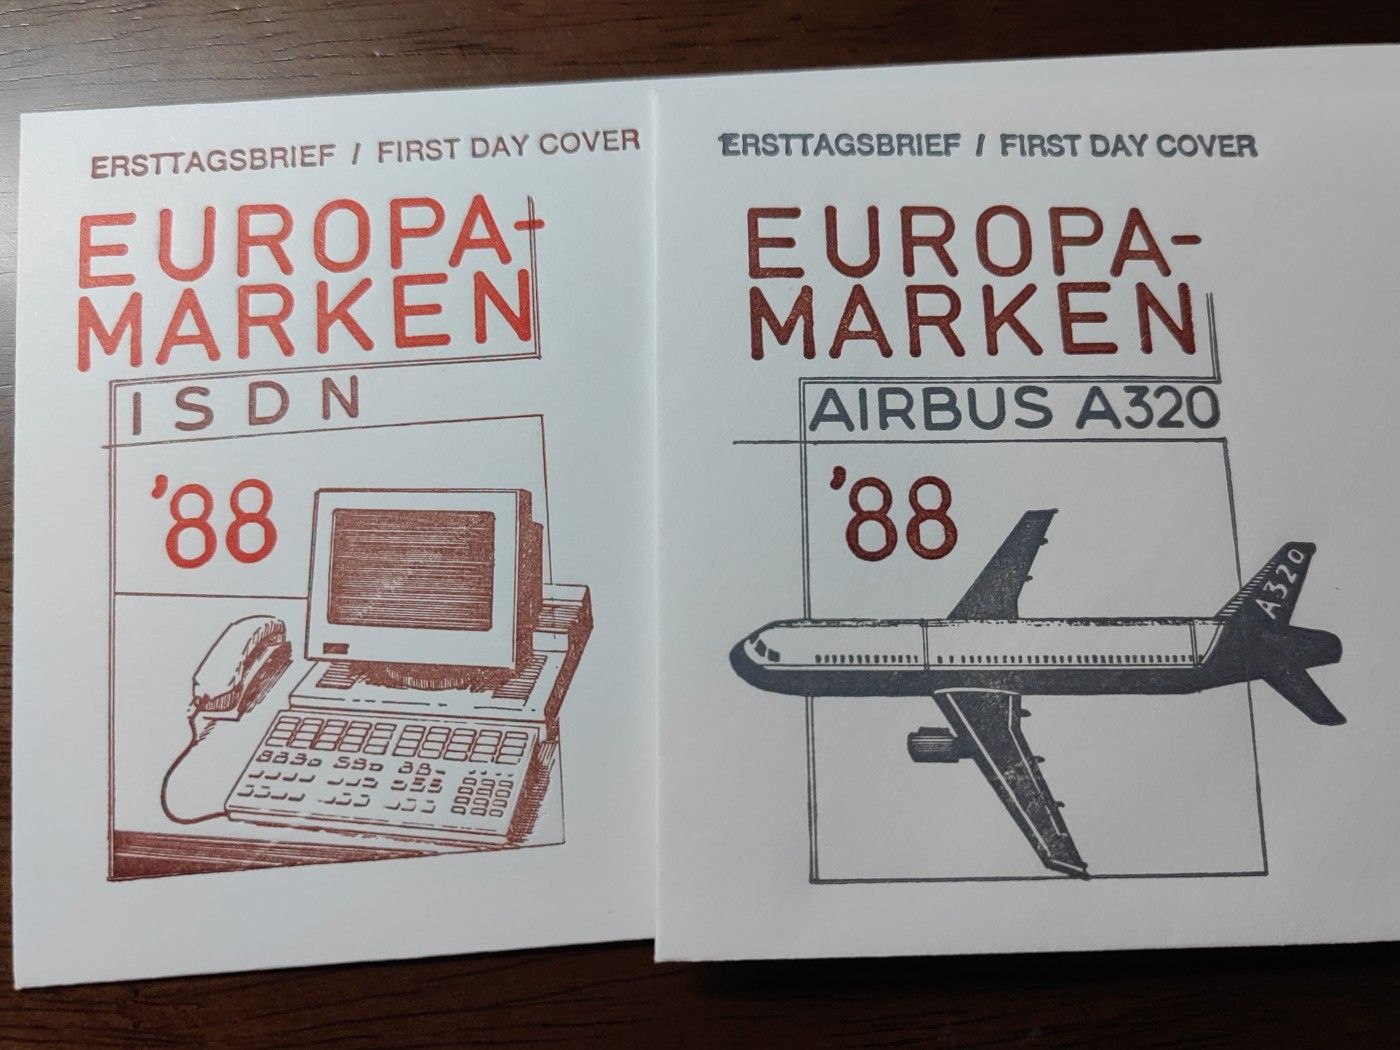 ERSTTAGSBRIEF / FIRST DAY COVER
EUROPA-
MARKEN
ISDN
'88
ERSTTAGSBRIEF / FIRST DAY COVER
EUROPA-
MARKEN
AIRBUS A320
'88
A320